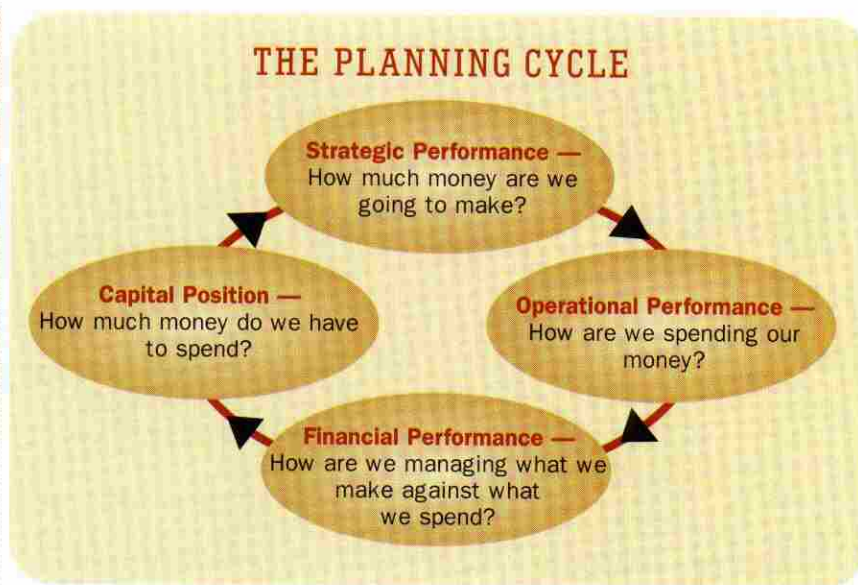 THE PLANNING CYCLE
Strategic Performance —
How much money are we
going to make?
Capital Position —
How much money do we have
to spend?
Operational Performance —
How are we spending our
money?
Financial Performance —
How are we managing what we
make against what
we spend?